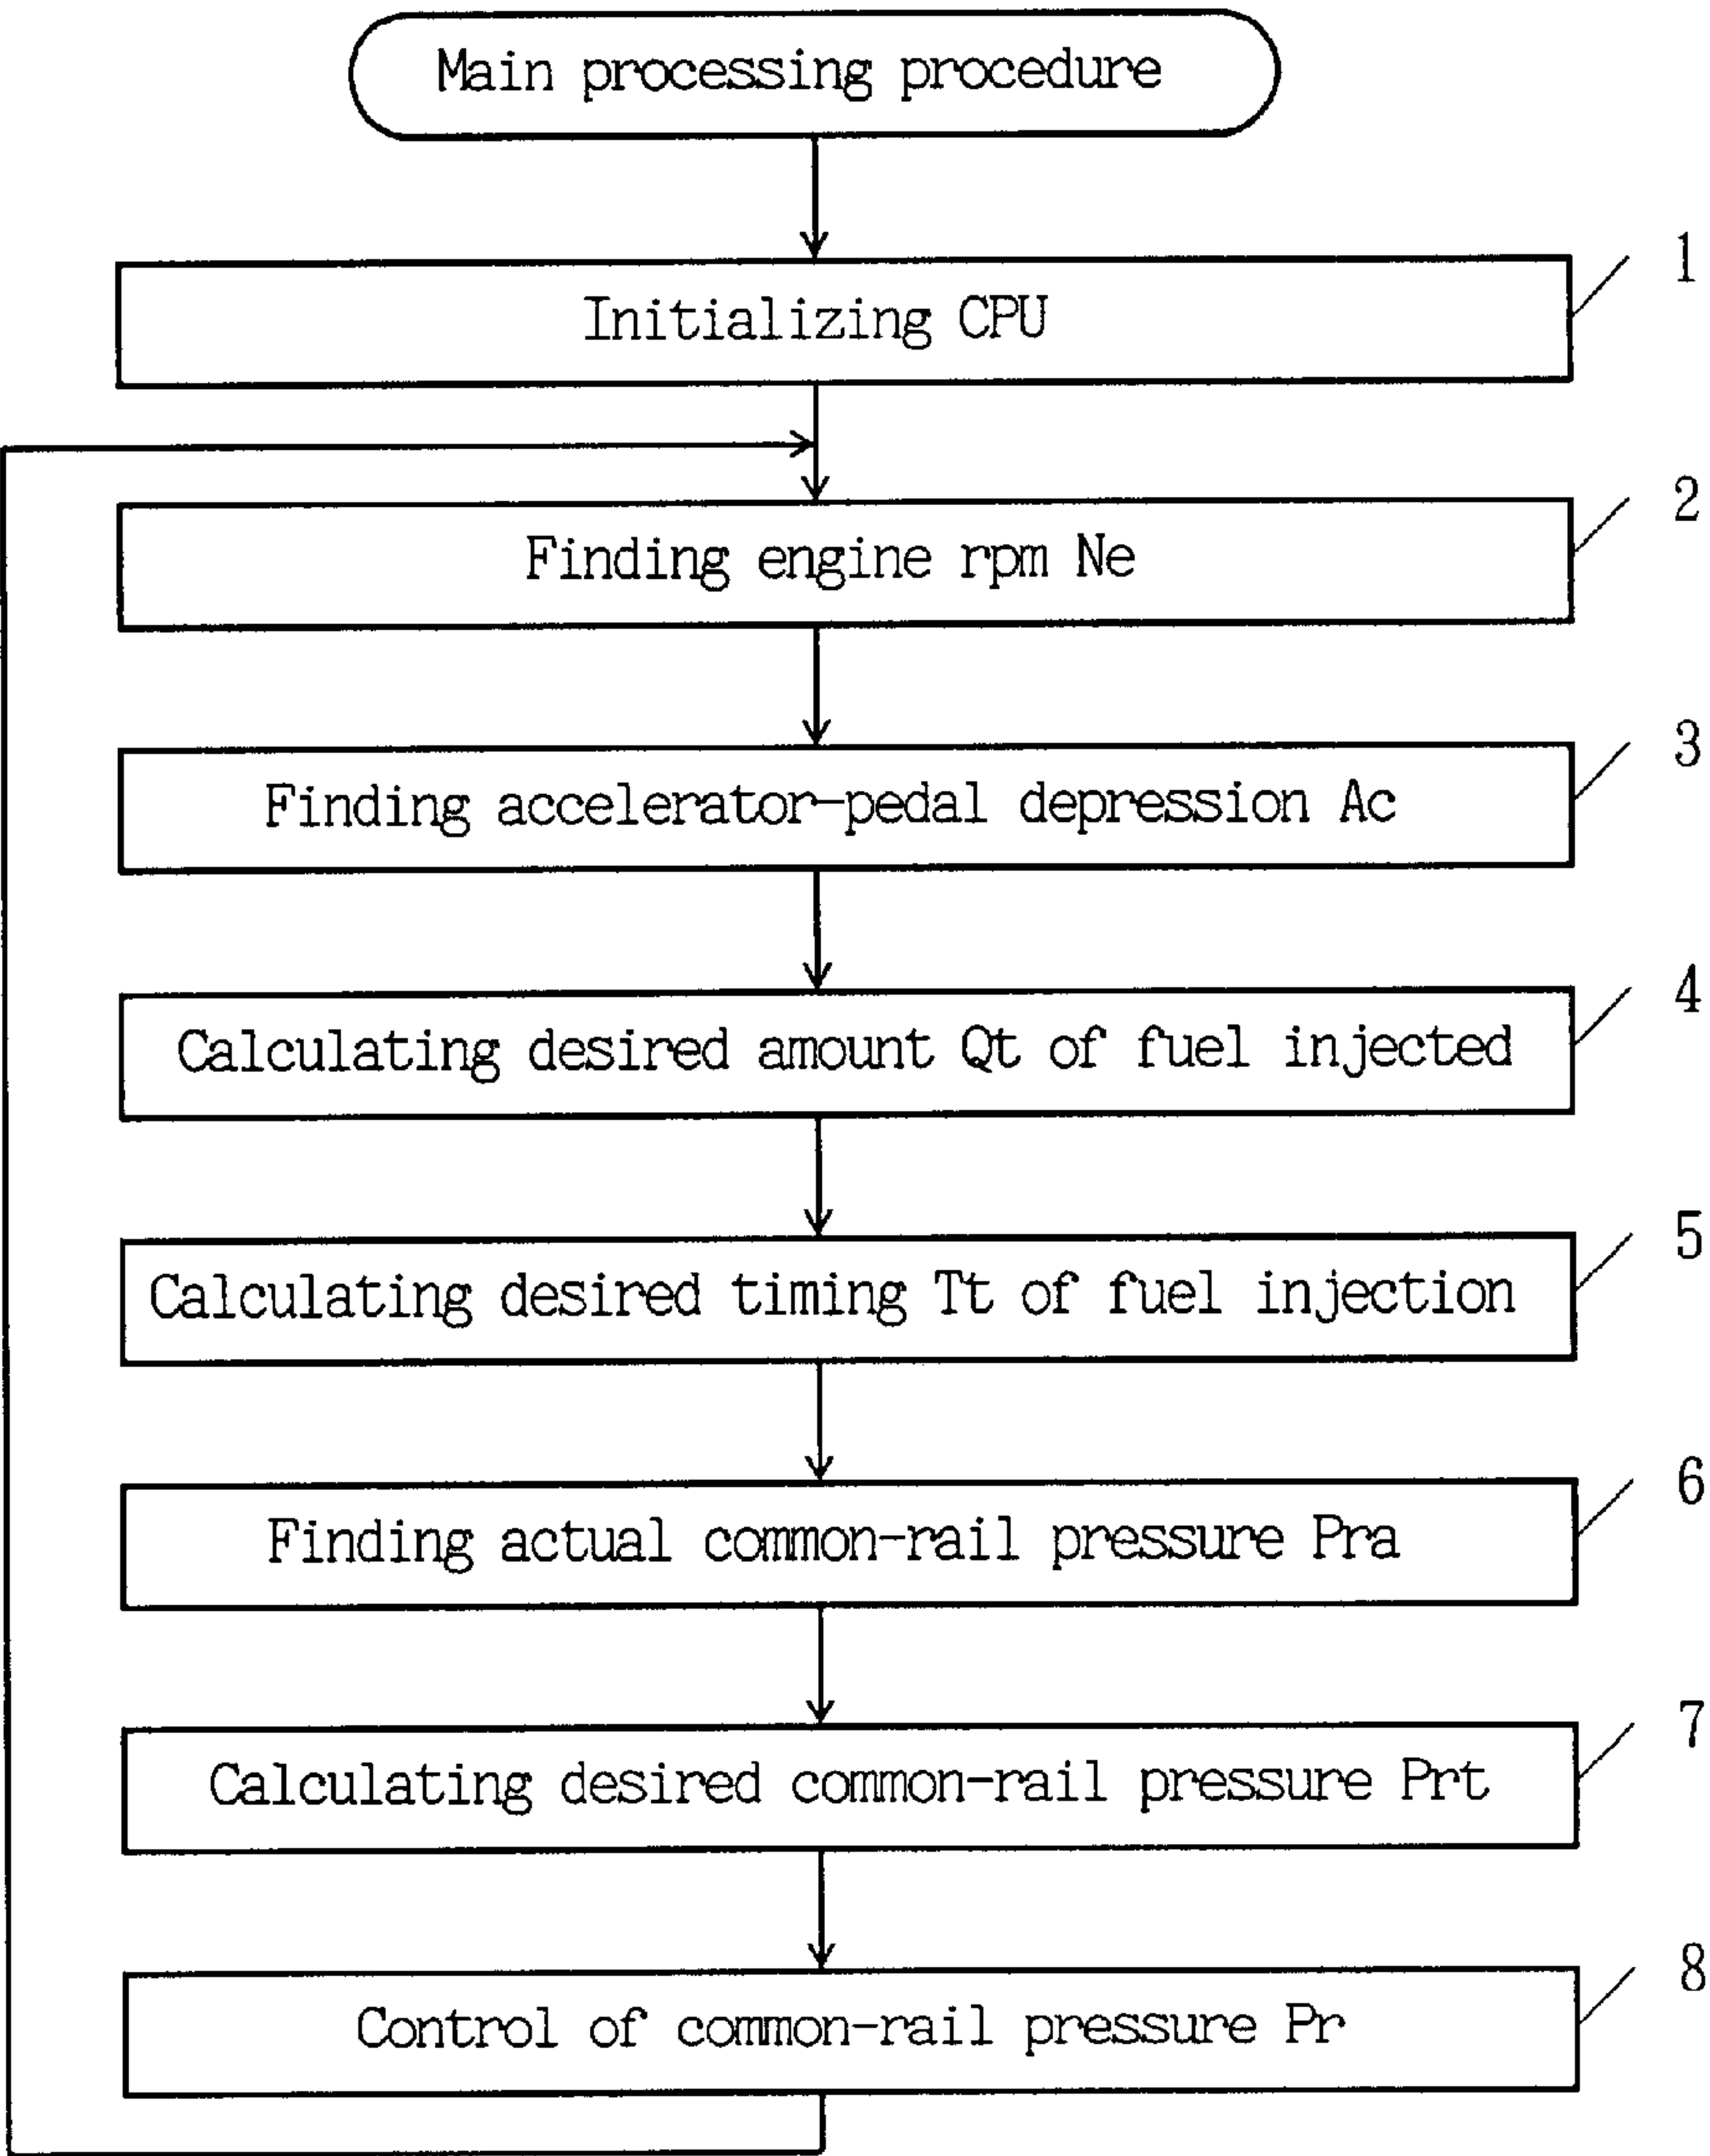 Main processing procedure
Initializing CPU
1
Finding engine rpm Ne
2
Finding accelerator-pedal depression Ac
3
Calculating desired amount Qt of fuel injected
4
Calculating desired timing Tt of fuel injection
5
Finding actual common-rail pressure Pra
6
Calculating desired common-rail pressure Prt
7
Control of common-rail pressure Pr
8